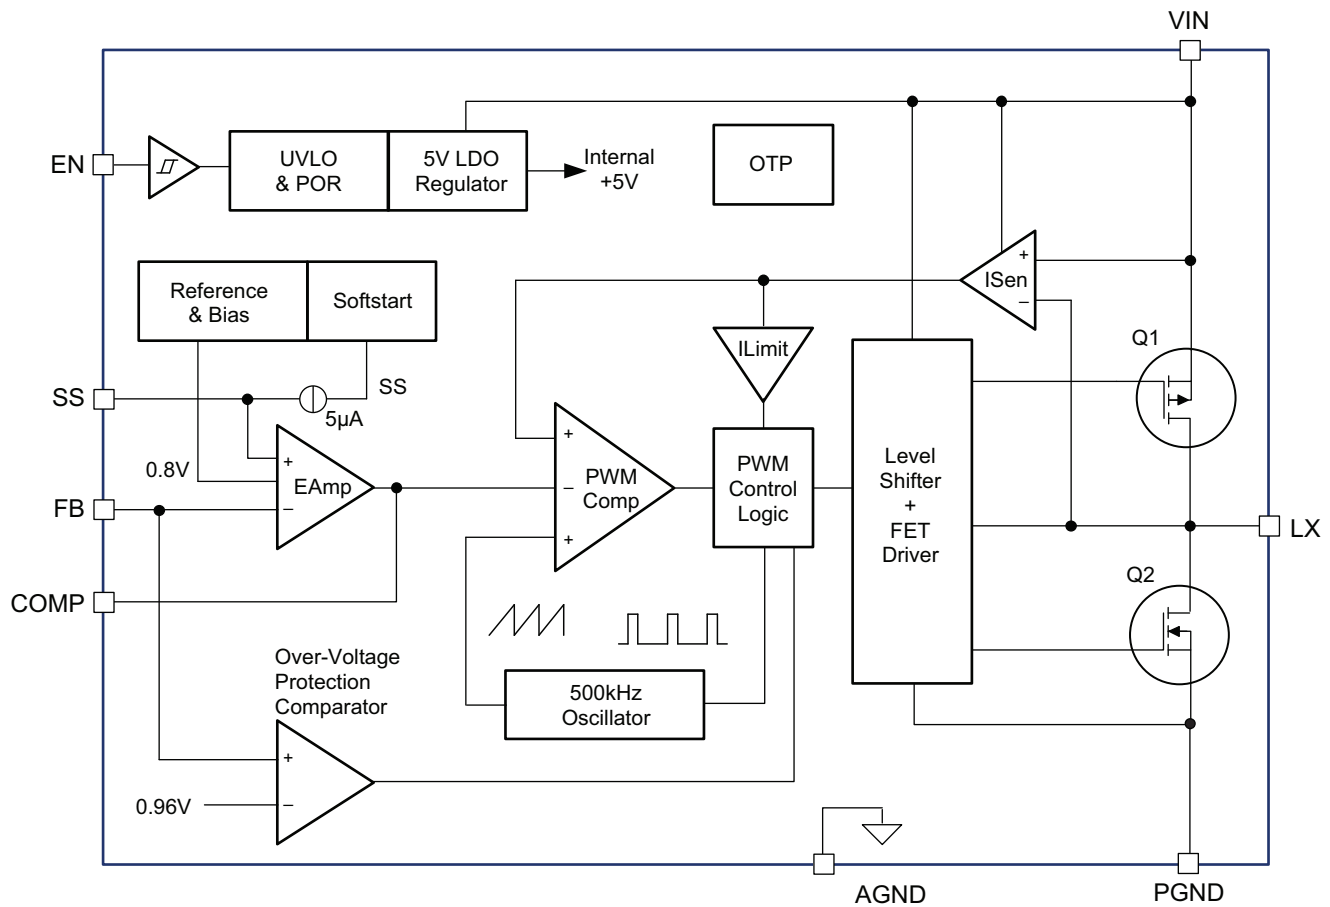 VIN
EN
UVLO
& POR
5V LDO
Regulator
Internal
+5V
OTP
Reference
& Bias
Softstart
+
ISen
−
ILimit
Q1
SS
SS
5µA
0.8V
+
EAmp
−
FB
+
−
PWM
Comp
+
PWM
Control
Logic
Level
Shifter
+
FET
Driver
LX
Q2
COMP
Over-Voltage
Protection
Comparator
500kHz
Oscillator
+
0.96V
−
AGND
PGND